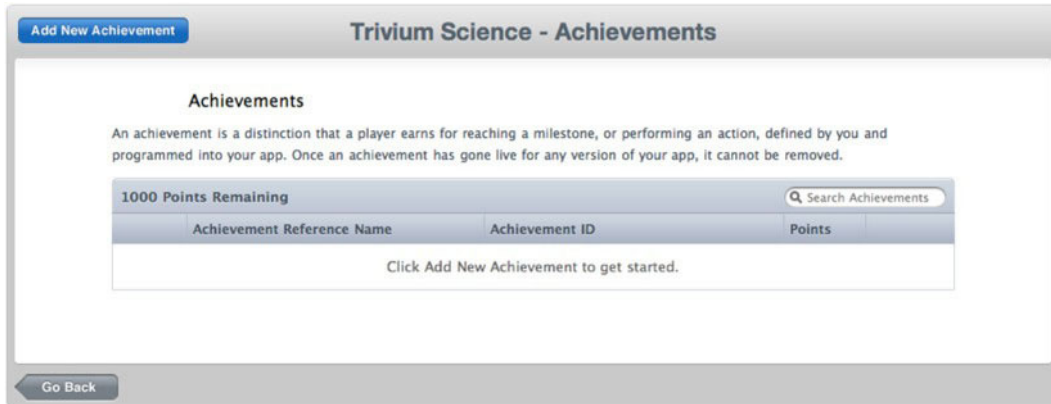 Add New Achievement
Trivium Science - Achievements
Achievements
An achievement is a distinction that a player earns for reaching a milestone, or performing an action, defined by you and
programmed into your app. Once an achievement has gone live for any version of your app, it cannot be removed.
1000 Points Remaining
Search Achievements
Achievement Reference Name Achievement ID Points
Click Add New Achievement to get started.
Go Back